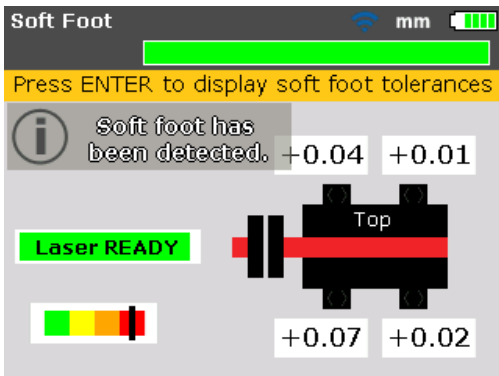 Soft Foot mm
Press ENTER to display soft foot tolerances
Soft foot has
been detected.
+0.04 +0.01
Top
Laser READY
+0.07 +0.02